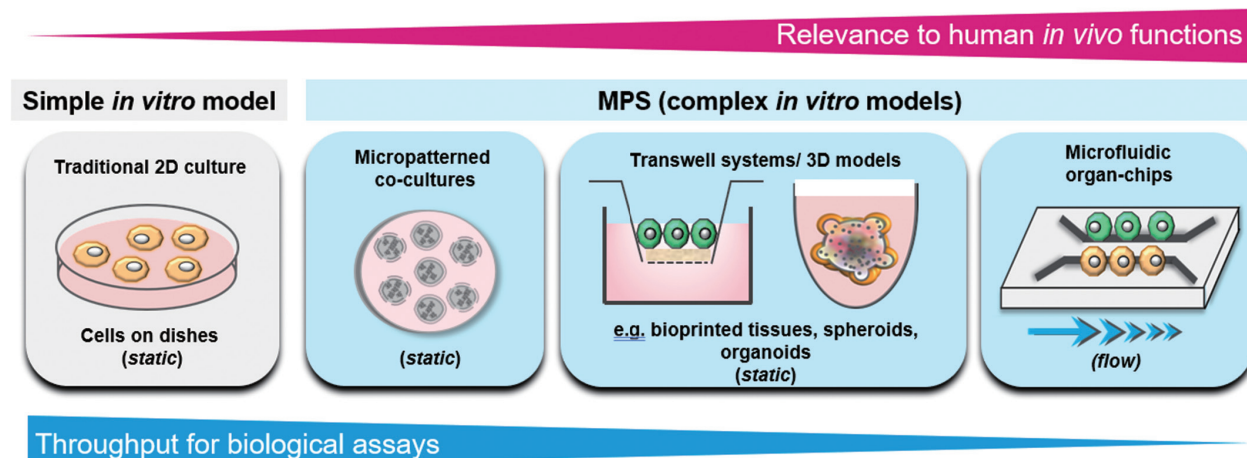 Relevance to human in vivo functions
Simple in vitro model
MPS (complex in vitro models)
Traditional 2D culture
Cells on dishes
(static)
Micropatterned
co-cultures
(static)
Transwell systems/ 3D models
e.g. bioprinted tissues, spheroids,
organoids
(static)
Microfluidic
organ-chips
(flow)
Throughput for biological assays